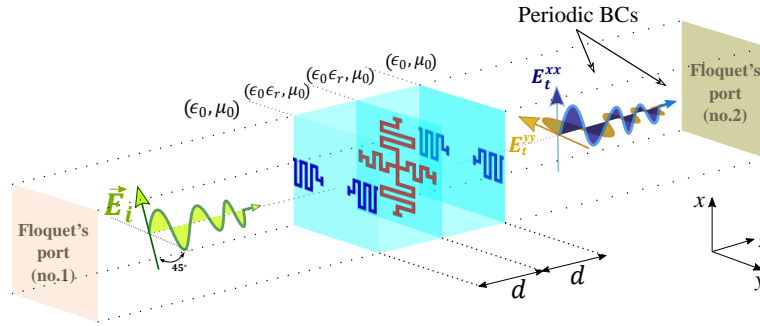 Periodic BCs
(ϵ₀, μ₀)
(ϵ₀ϵᵣ, μ₀)
(ϵ₀ϵᵣ, μ₀)
(ϵ₀, μ₀)
E_t^{xx}
E_t^{yy}
Floquet's
port
(no.2)
E⃗_i
45°
Floquet's
port
(no.1)
d
d
x
y